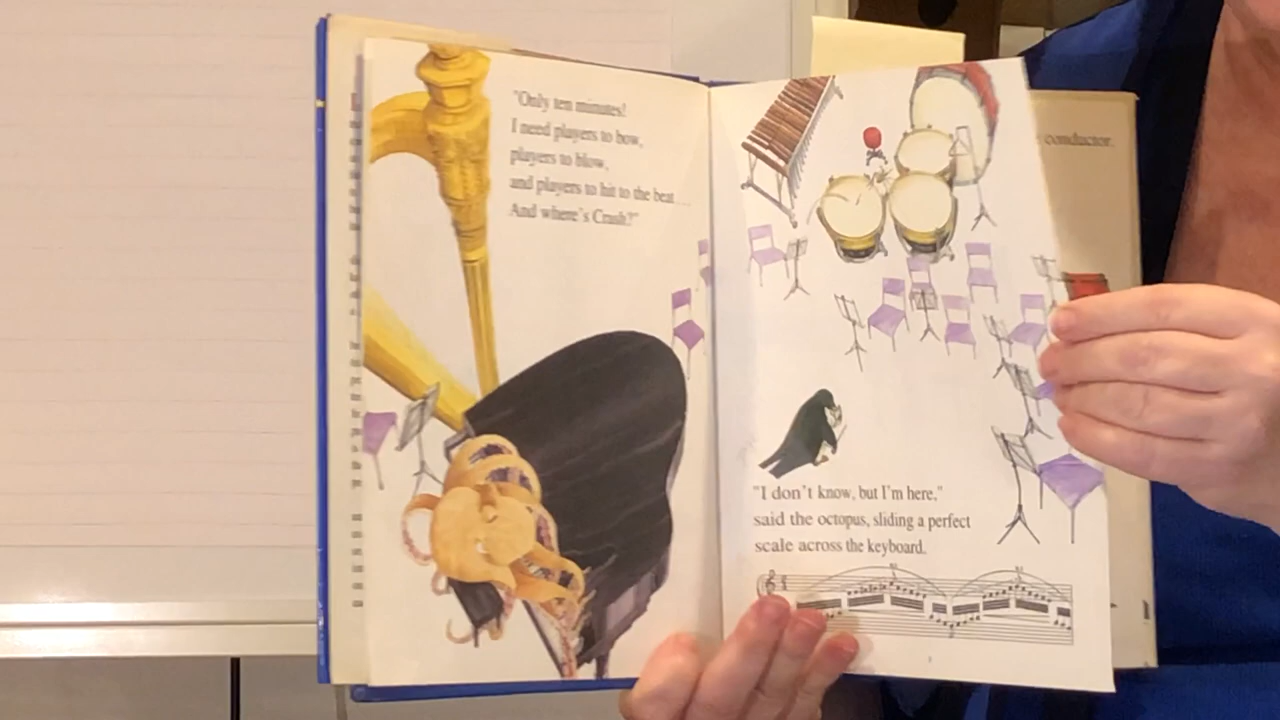 "Only ten minutes!
I need players to bow,
players to blow,
and players to hit to the beat ...
And where's Crash?"
conductor.
"I don't know, but I'm here,"
said the octopus, sliding a perfect
scale across the keyboard.